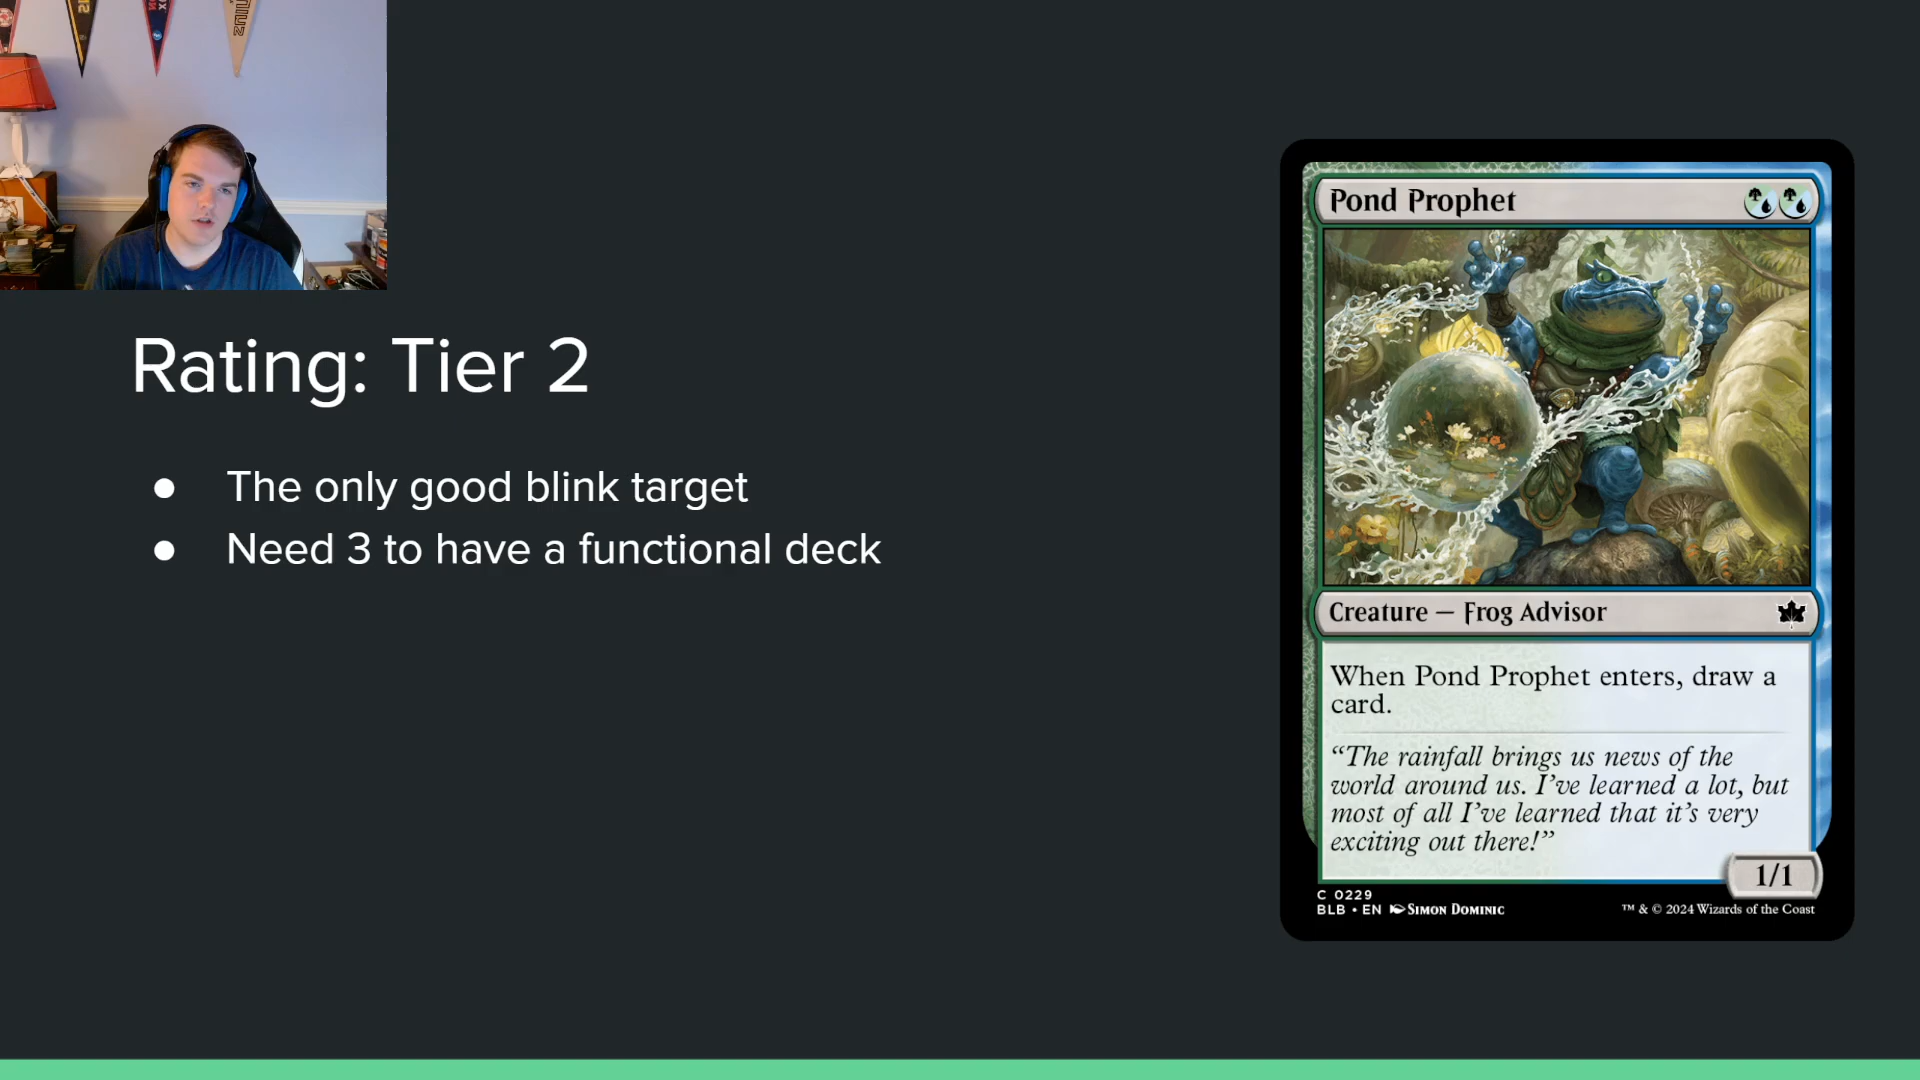 Rating: Tier 2
● The only good blink target
● Need 3 to have a functional deck
Pond Prophet
Creature — Frog Advisor
When Pond Prophet enters, draw a
card.
“The rainfall brings us news of the
world around us. I’ve learned a lot, but
most of all I’ve learned that it’s very
exciting out there!”
1/1
C 0229
BLB • EN SIMON DOMINIC
™ & © 2024 Wizards of the Coast